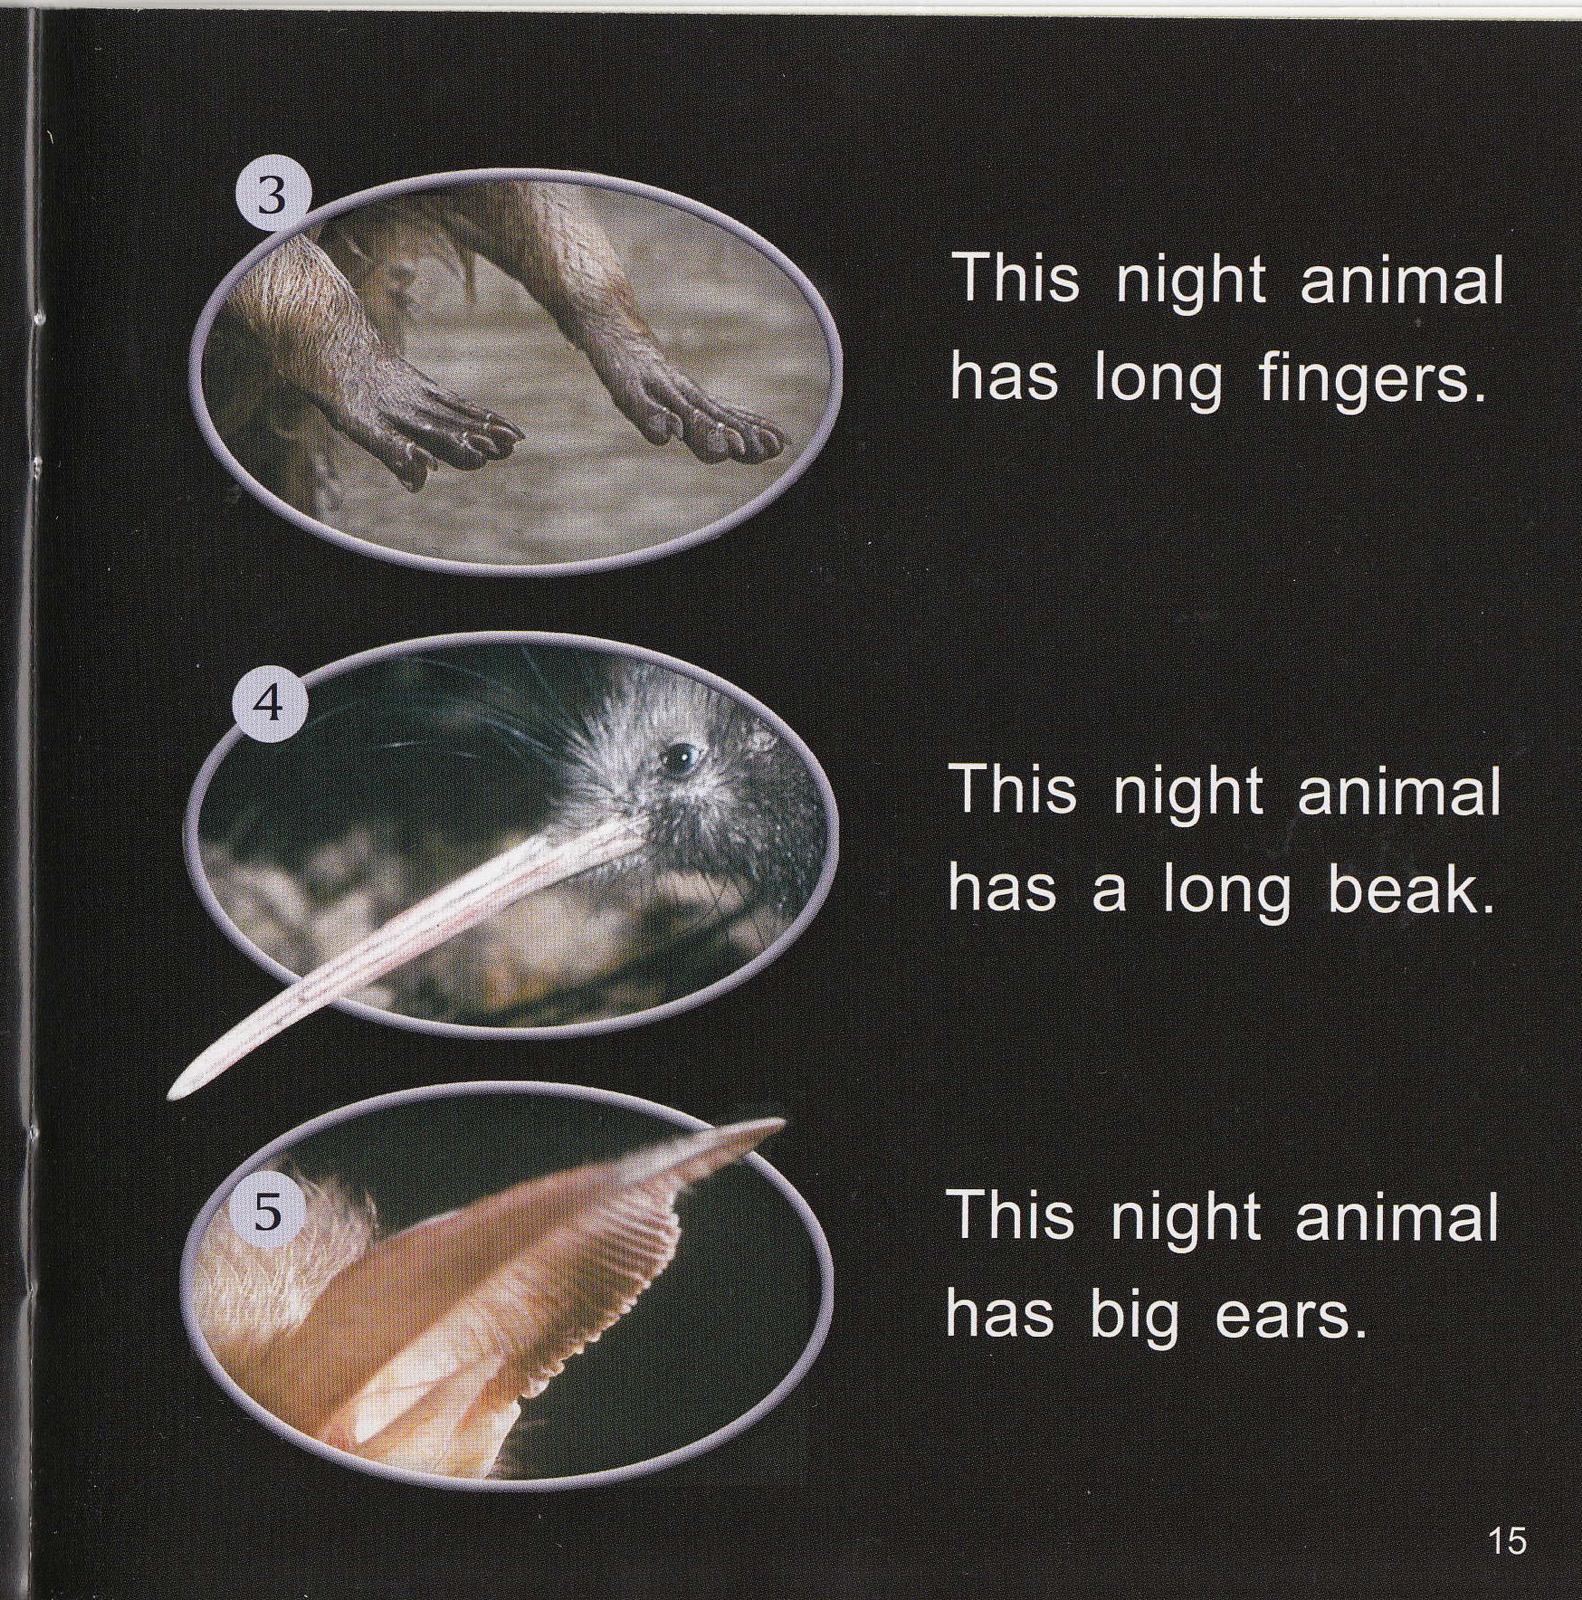 3
This night animal
has long fingers.
4
This night animal
has a long beak.
5
This night animal
has big ears.
15